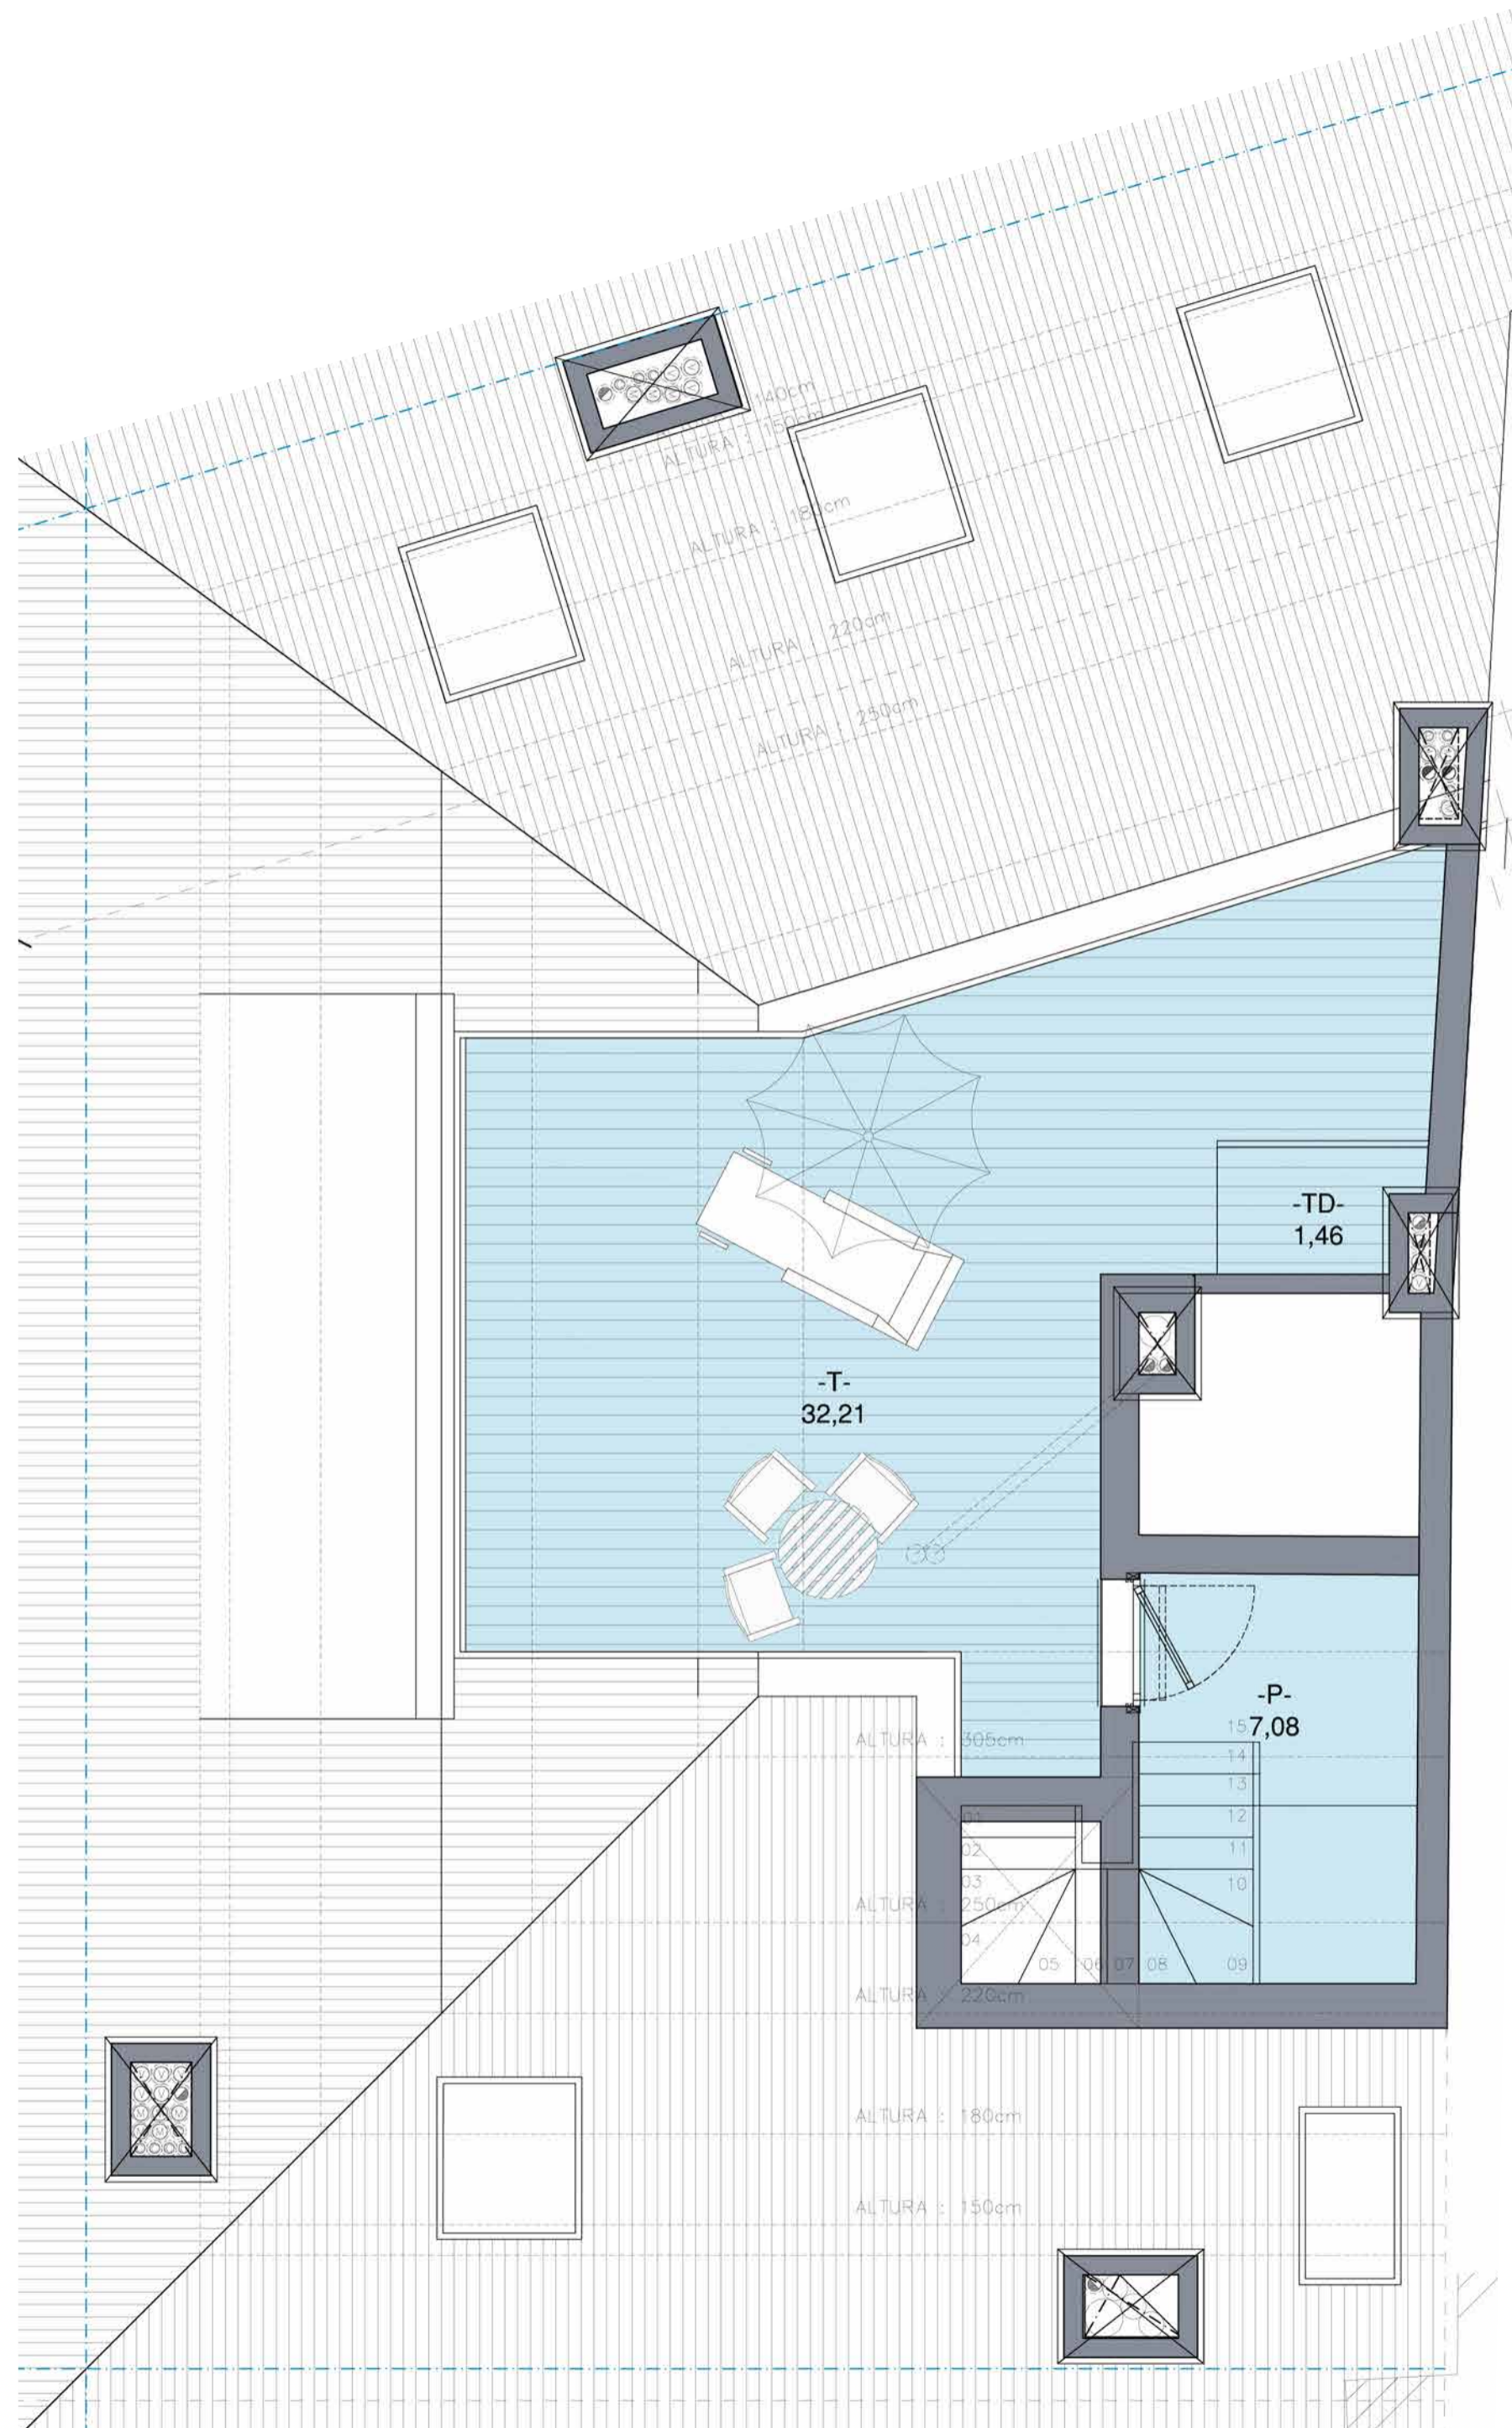 140cm
ALTURA : 150cm
ALTURA : 180cm
ALTURA : 220cm
ALTURA : 250cm
-TD-
1,46
-T-
32,21
-P-
7,08
ALTURA : 305cm
15
14
13
12
11
10
09
08
07
06
05
04
03
02
01
ALTURA : 250cm
ALTURA : 220cm
ALTURA : 180cm
ALTURA : 150cm